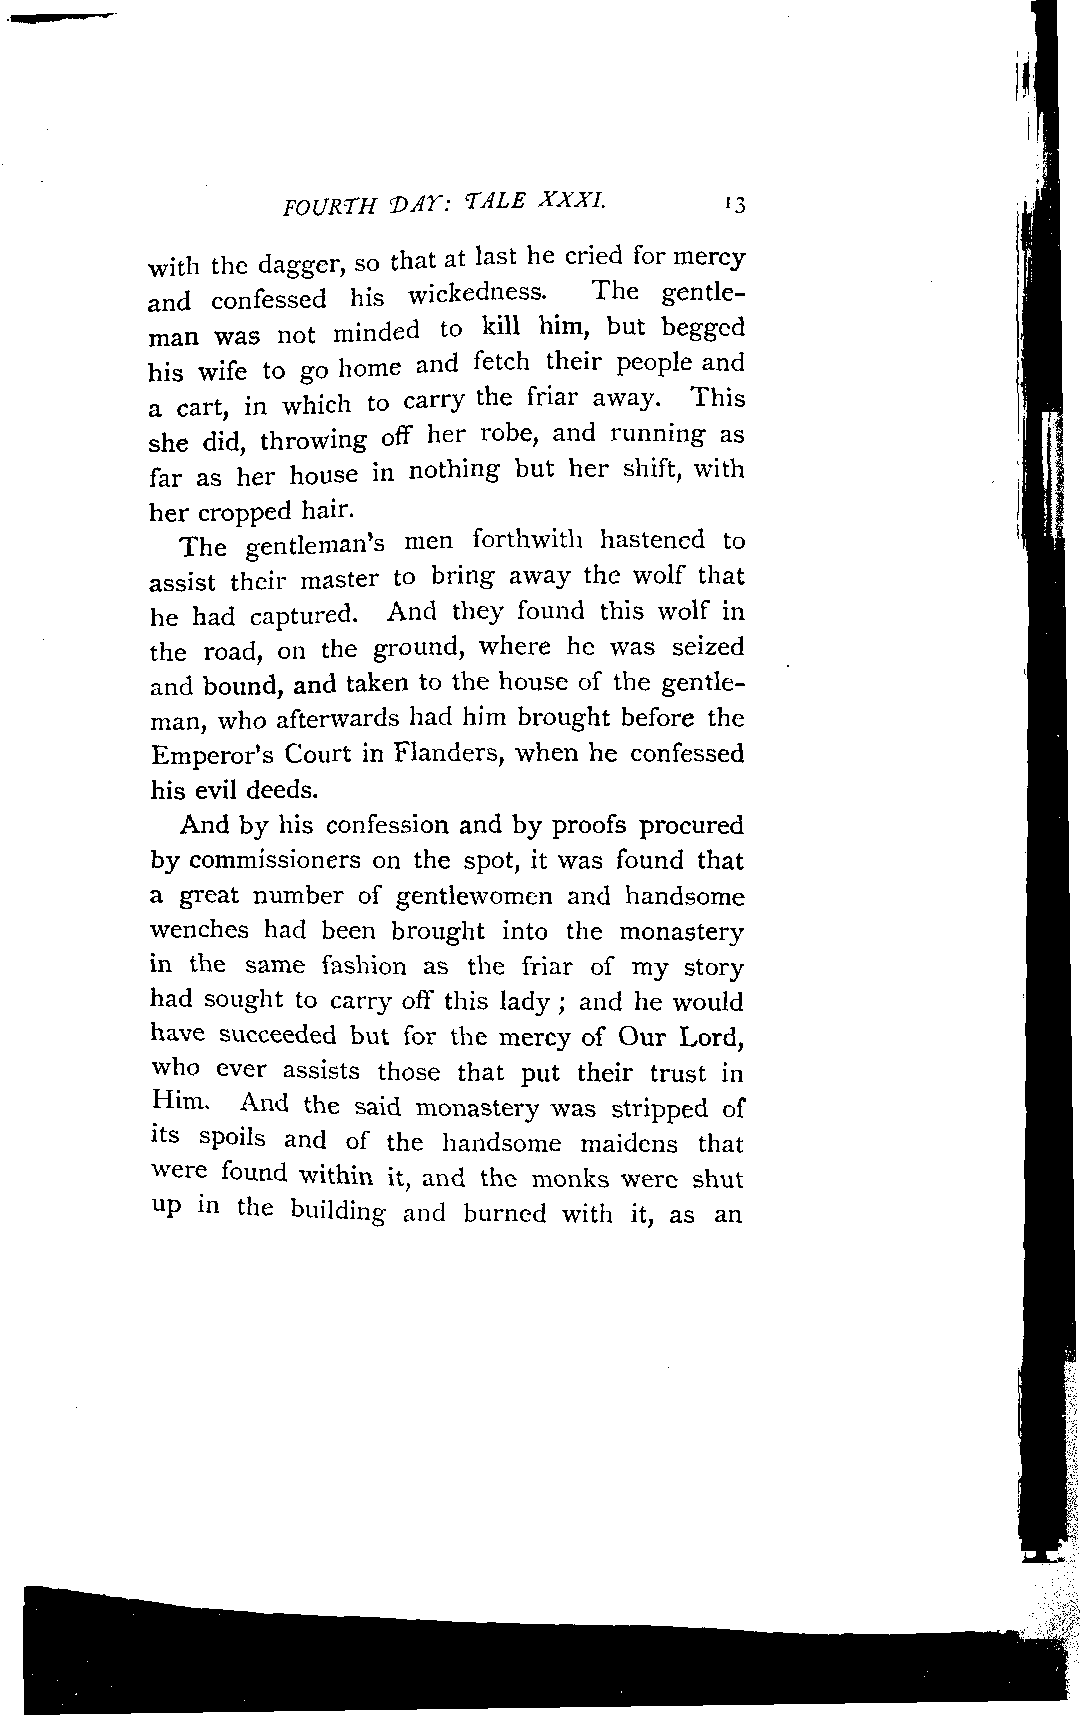 FOURTH DAY: TALE XXXI. 13
with the dagger, so that at last he cried for mercy
and confessed his wickedness. The gentle-
man was not minded to kill him, but begged
his wife to go home and fetch their people and
a cart, in which to carry the friar away. This
she did, throwing off her robe, and running as
far as her house in nothing but her shift, with
her cropped hair.
The gentleman's men forthwith hastened to
assist their master to bring away the wolf that
he had captured. And they found this wolf in
the road, on the ground, where he was seized
and bound, and taken to the house of the gentle-
man, who afterwards had him brought before the
Emperor's Court in Flanders, when he confessed
his evil deeds.
And by his confession and by proofs procured
by commissioners on the spot, it was found that
a great number of gentlewomen and handsome
wenches had been brought into the monastery
in the same fashion as the friar of my story
had sought to carry off this lady ; and he would
have succeeded but for the mercy of Our Lord,
who ever assists those that put their trust in
Him. And the said monastery was stripped of
its spoils and of the handsome maidens that
were found within it, and the monks were shut
up in the building and burned with it, as an